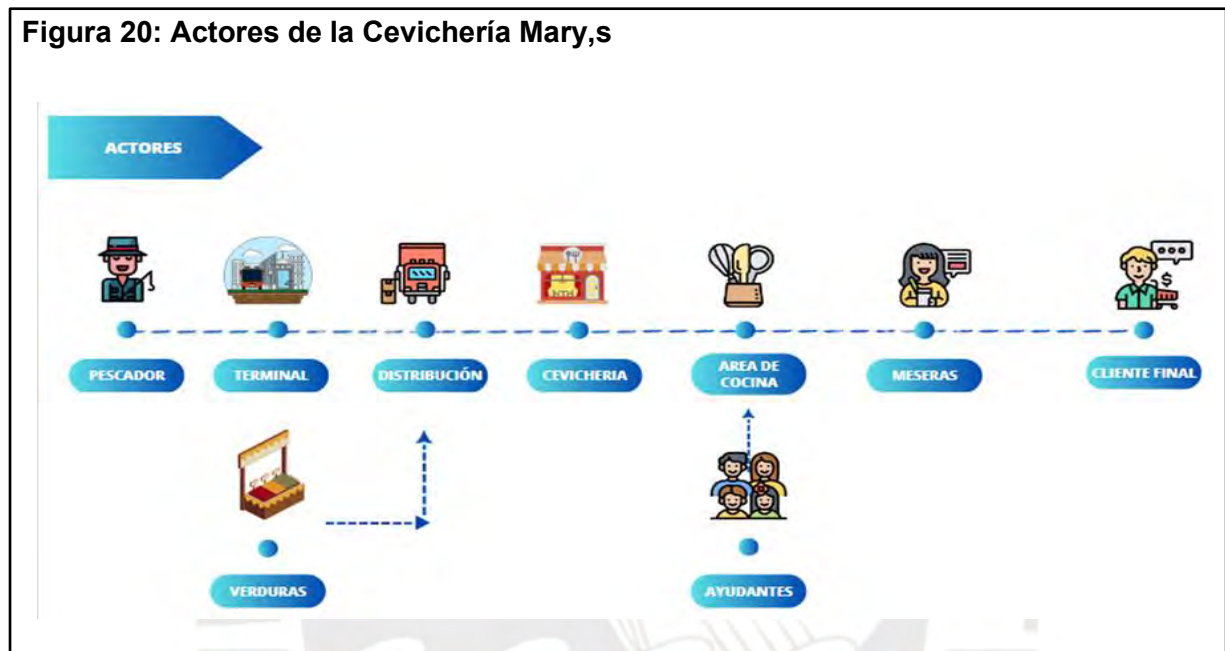 Figura 20: Actores de la Cevichería Mary,s
ACTORES
PESCADOR
TERMINAL
DISTRIBUCIÓN
CEVICHERIA
AREA DE
COCINA
MESERAS
CLIENTE FINAL
VERDURAS
AYUDANTES